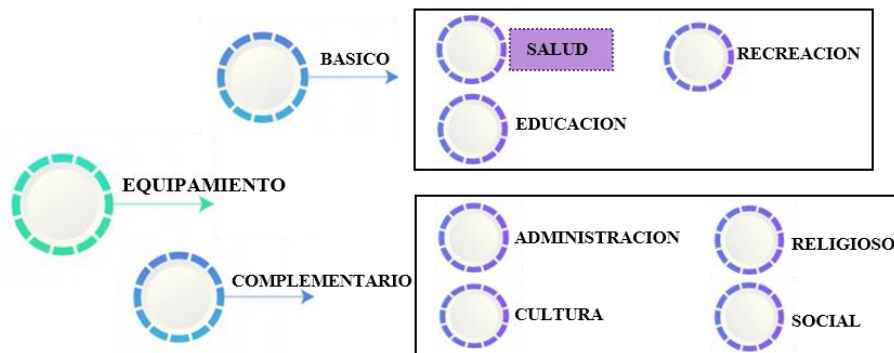 BASICO
SALUD
RECREACION
EDUCACION
EQUIPAMIENTO
COMPLEMENTARIO
ADMINISTRACION
RELIGIOSO
CULTURA
SOCIAL